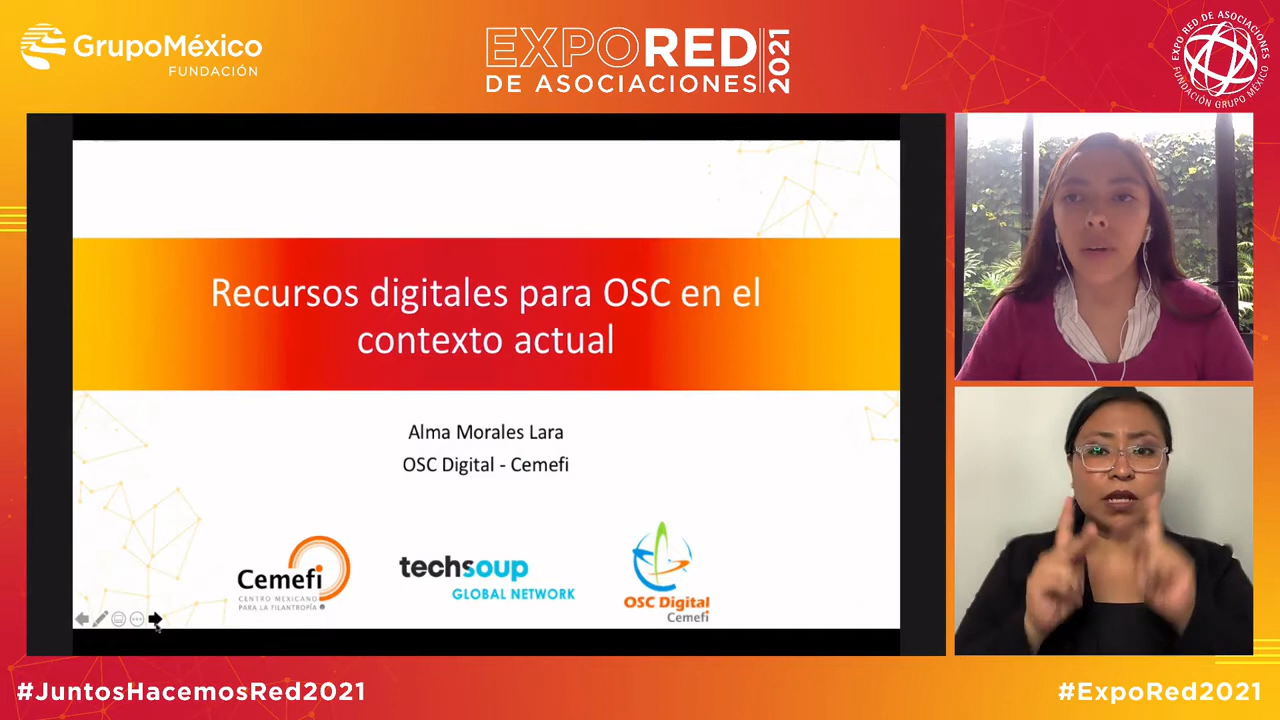 GrupoMéxico
FUNDACIÓN
EXPORED
DE ASOCIACIONES
2021
EXPO RED DE ASOCIACIONES
FUNDACIÓN GRUPO MÉXICO
Recursos digitales para OSC en el
contexto actual
Alma Morales Lara
OSC Digital - Cemefi
Cemefi
CENTRO MEXICANO
PARA LA FILANTROPÍA
techsoup
GLOBAL NETWORK
OSC Digital
Cemefi
#JuntosHacemosRed2021
#ExpoRed2021